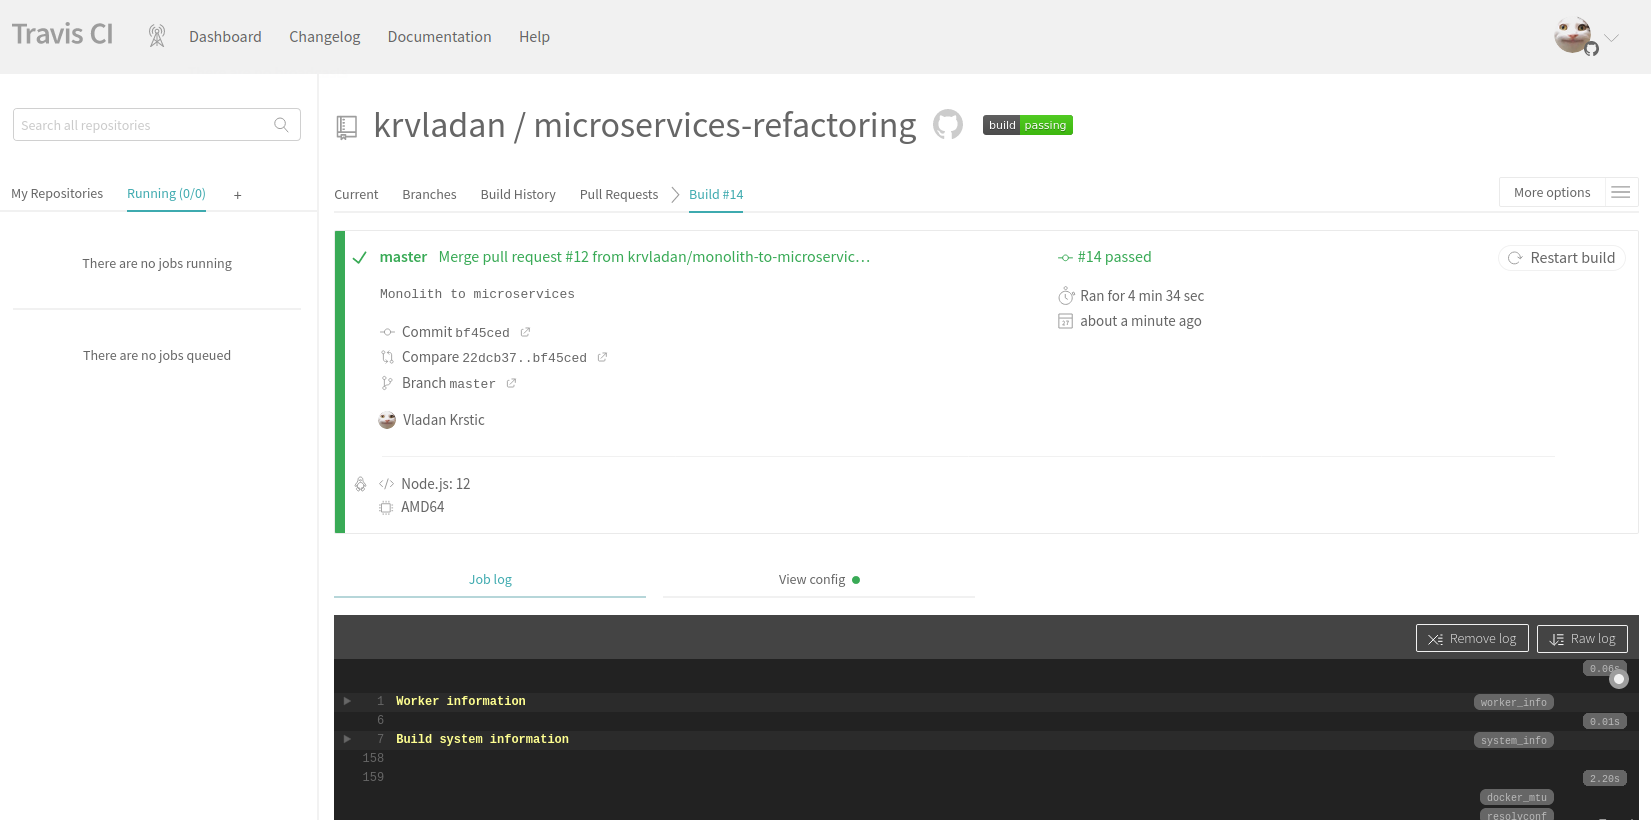 Travis CI
Dashboard
Changelog
Documentation
Help
Search all repositories
My Repositories
Running (0/0)
+
There are no jobs running
There are no jobs queued
krvladan / microservices-refactoring
build passing
Current
Branches
Build History
Pull Requests
Build #14
More options
master Merge pull request #12 from krvladan/monolith-to-microservic…
Monolith to microservices
Commit bf45ced
Compare 22dcb37..bf45ced
Branch master
Vladan Krstic
#14 passed
Ran for 4 min 34 sec
about a minute ago
Restart build
Node.js: 12
AMD64
Job log
View config
Remove log
Raw log
0.06s
1 Worker information worker_info
6 0.01s
7 Build system information system_info
158
159 2.20s
docker_mtu
resolvconf